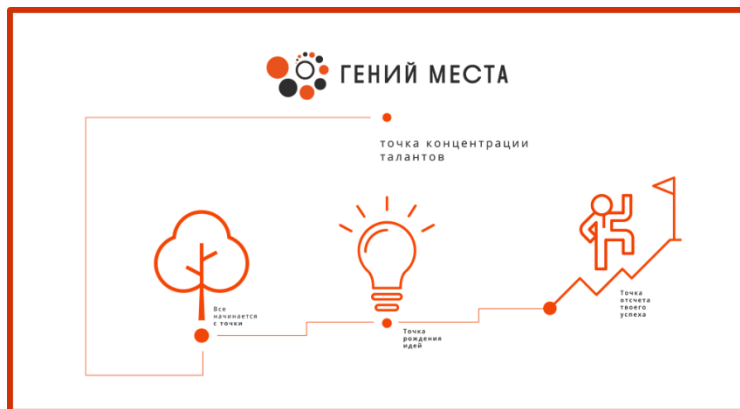 ГЕНИЙ МЕСТА
точка концентрации
талантов
Все
начинается
с точки
Точка
рождения
идей
Точка
отсчета
твоего
успеха